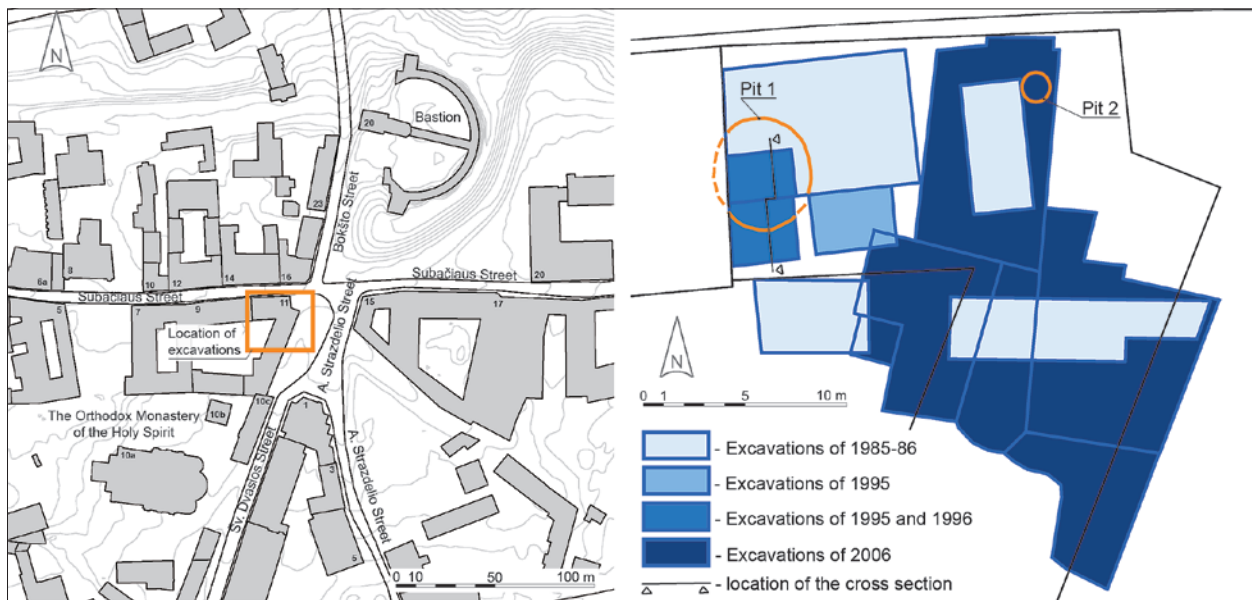 N
Bastion
20
23
Bokšto Street
6a
8
10
12
14
16
Subačiaus Street
20
Subačiaus Street
5
7
9
11
15
17
Location of
excavations
A. Strazdelio Street
The Orthodox Monastery
of the Holy Spirit
10b
10c
1
10a
3
A. Strazdelio Street
Sv. Dvasios Street
5
0 10 50 100 m
Pit 1
Pit 2
N
0 1 5 10 m
- Excavations of 1985-86
- Excavations of 1995
- Excavations of 1995 and 1996
- Excavations of 2006
- location of the cross section